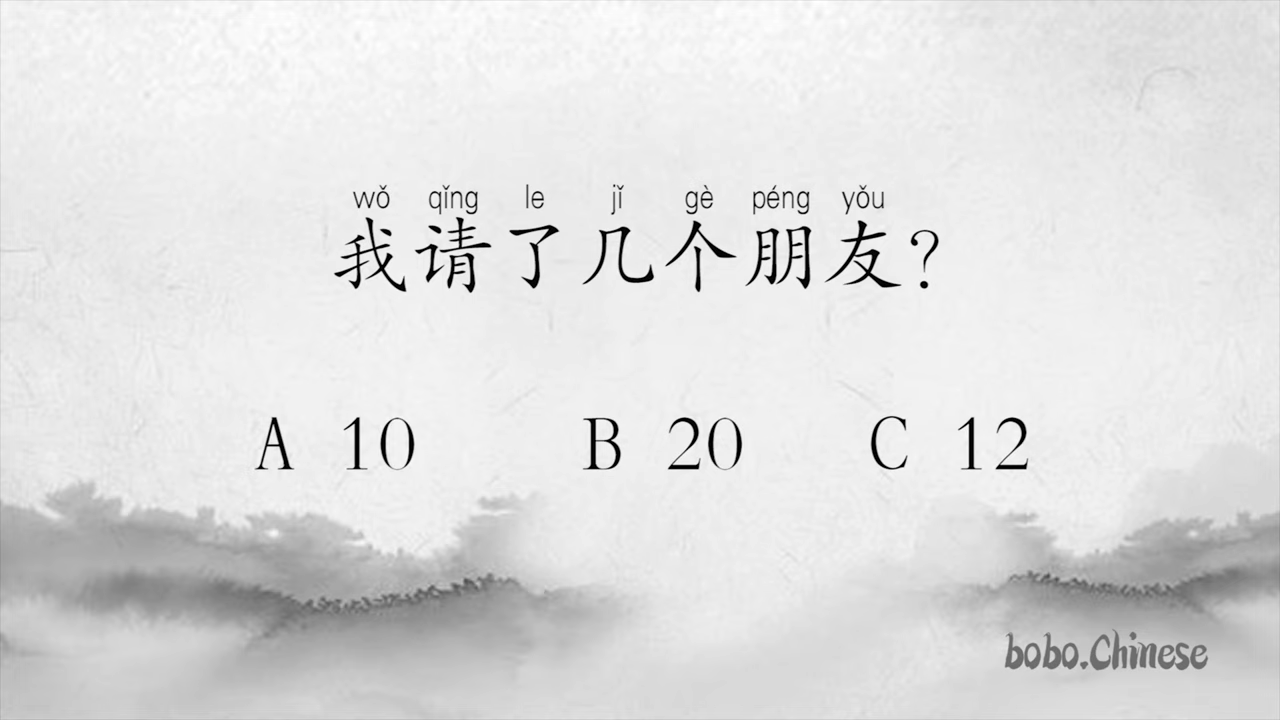 wǒ qǐng le jǐ gè péng yǒu
我请了几个朋友?
A 10 B 20 C 12
bobo.Chinese